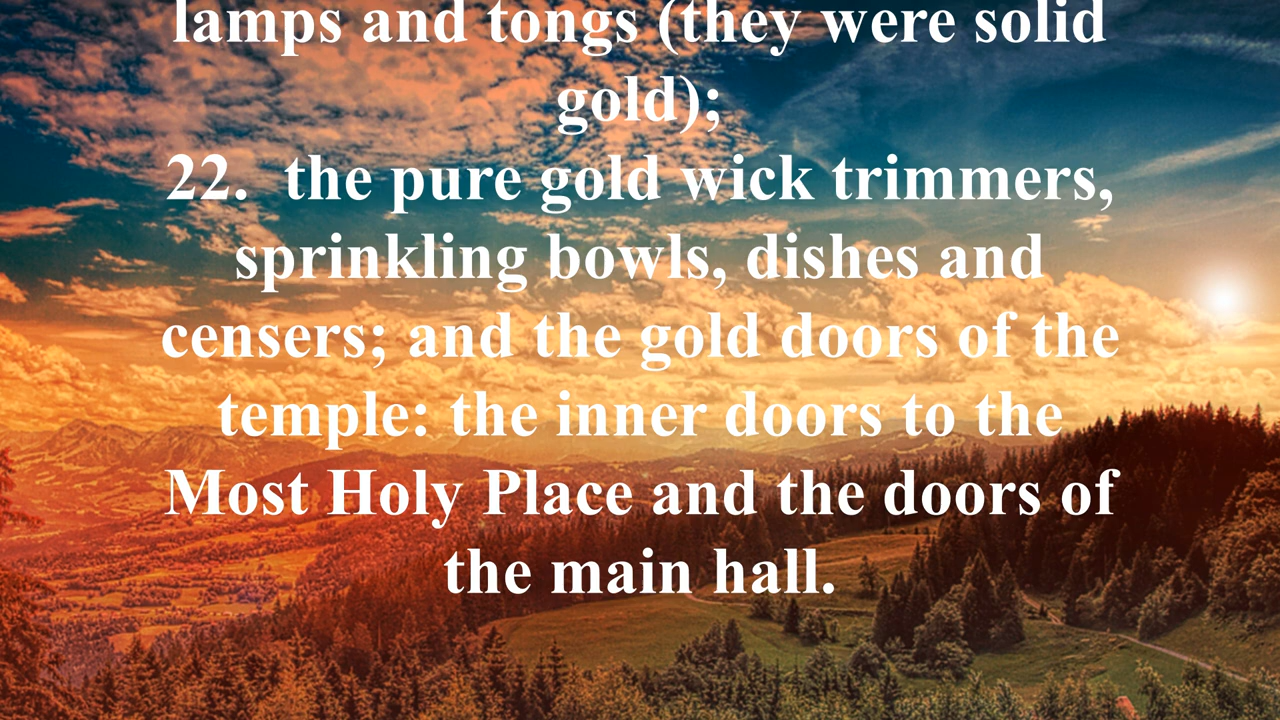 lamps and tongs (they were solid
gold);
22. the pure gold wick trimmers,
sprinkling bowls, dishes and
censers; and the gold doors of the
temple: the inner doors to the
Most Holy Place and the doors of
the main hall.